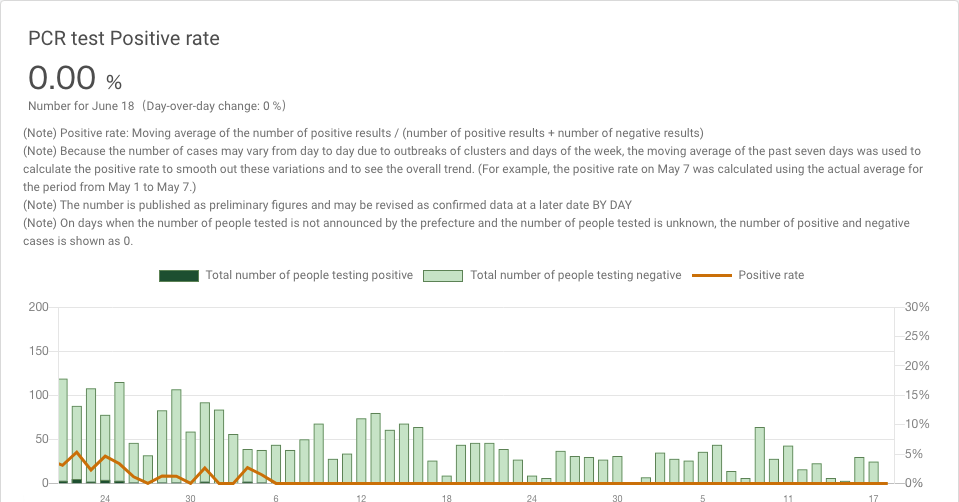 PCR test Positive rate
0.00 %
Number for June 18 (Day-over-day change: 0 %)
(Note) Positive rate: Moving average of the number of positive results / (number of positive results + number of negative results)
(Note) Because the number of cases may vary from day to day due to outbreaks of clusters and days of the week, the moving average of the past seven days was used to
calculate the positive rate to smooth out these variations and to see the overall trend. (For example, the positive rate on May 7 was calculated using the actual average for
the period from May 1 to May 7.)
(Note) The number is published as preliminary figures and may be revised as confirmed data at a later date BY DAY
(Note) On days when the number of people tested is not announced by the prefecture and the number of people tested is unknown, the number of positive and negative
cases is shown as 0.
Total number of people testing positive Total number of people testing negative Positive rate
200 30%
25%
150 20%
100 15%
10%
50 5%
0 0%
24 30 6 12 18 24 30 5 11 17